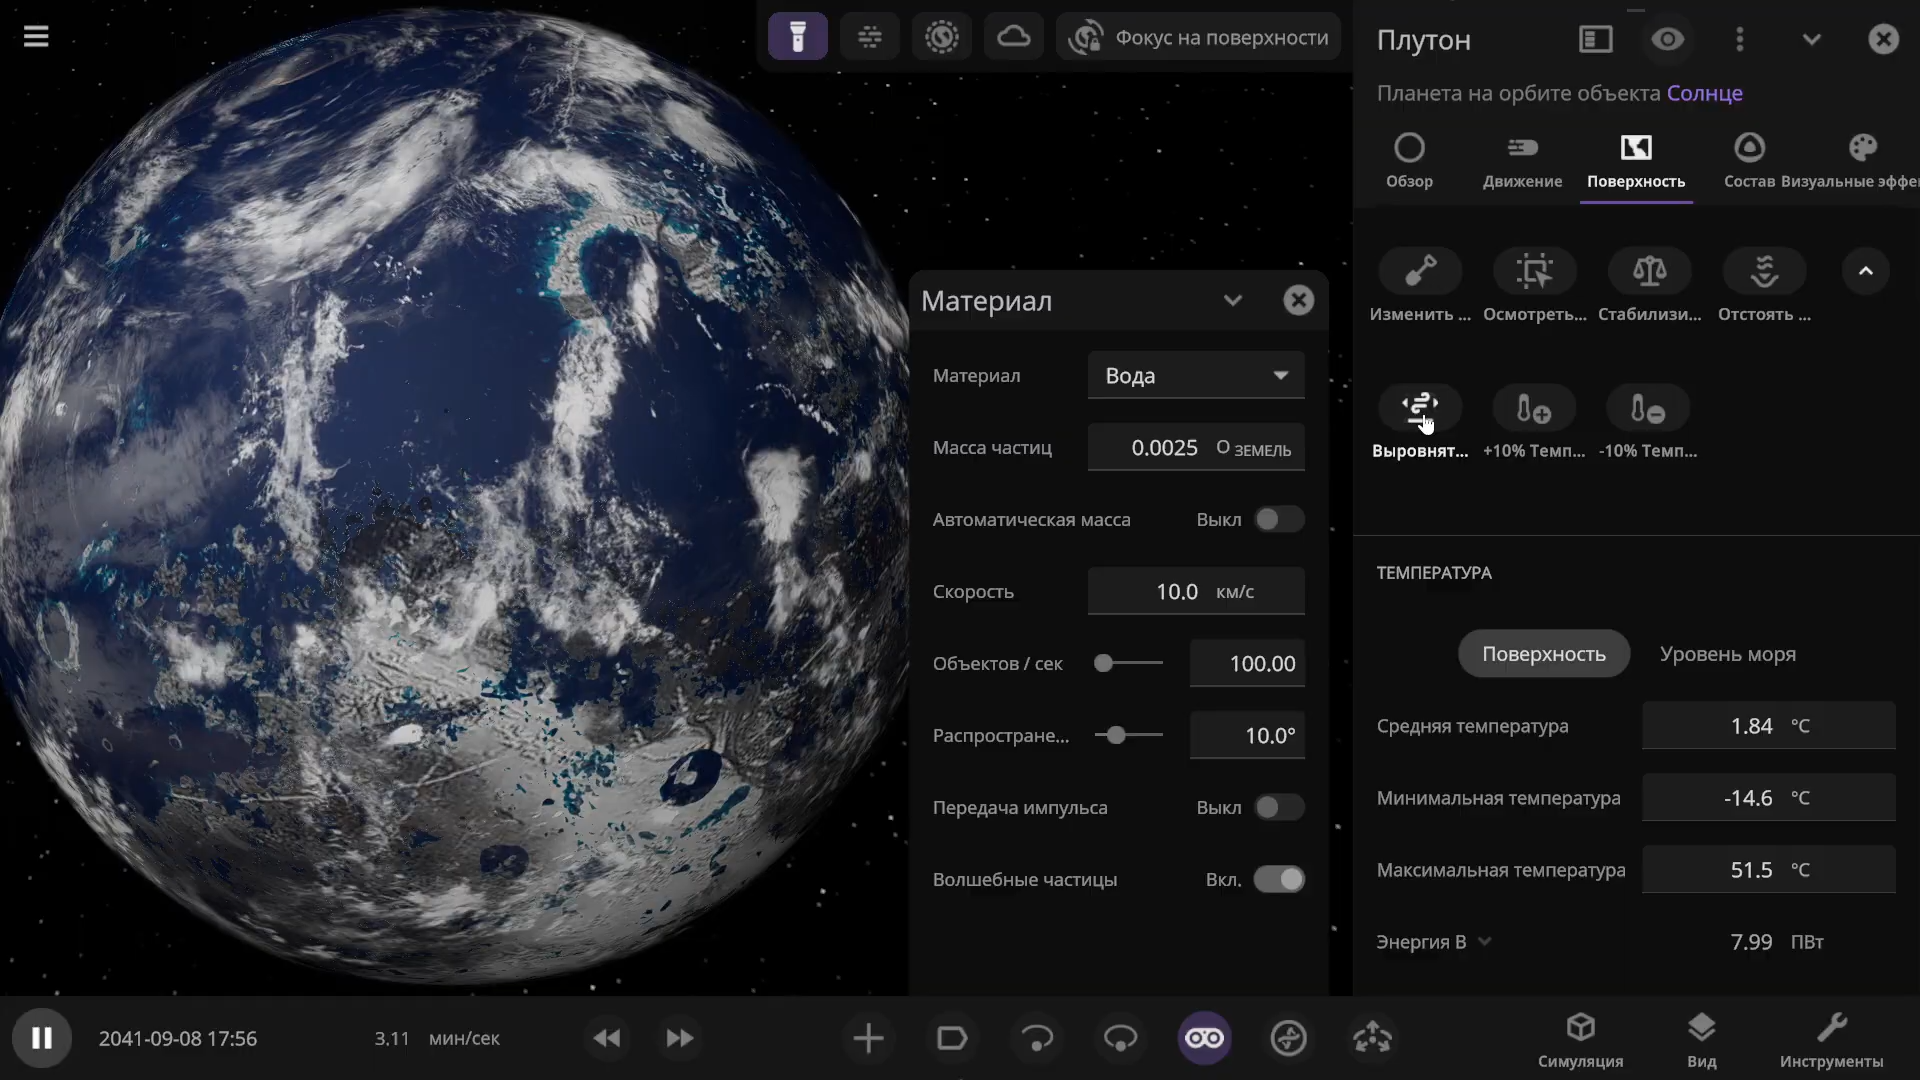 Фокус на поверхности
Плутон
Планета на орбите объекта Солнце
Обзор
Движение
Поверхность
Состав
Визуальные эффе
Изменить ...
Осмотреть...
Стабилизи...
Отстоять ...
Выровнят...
+10% Темп...
-10% Темп...
Материал
Материал
Вода
Масса частиц
0.0025 О ЗЕМЕЛЬ
Автоматическая масса
Выкл
Скорость
10.0 км/с
Объектов / сек
100.00
Распростране...
10.0°
Передача импульса
Выкл
Волшебные частицы
Вкл.
ТЕМПЕРАТУРА
Поверхность
Уровень моря
Средняя температура
1.84 °C
Минимальная температура
-14.6 °C
Максимальная температура
51.5 °C
Энергия В
7.99 ПВт
2041-09-08 17:56
3.11 мин/сек
Симуляция
Вид
Инструменты